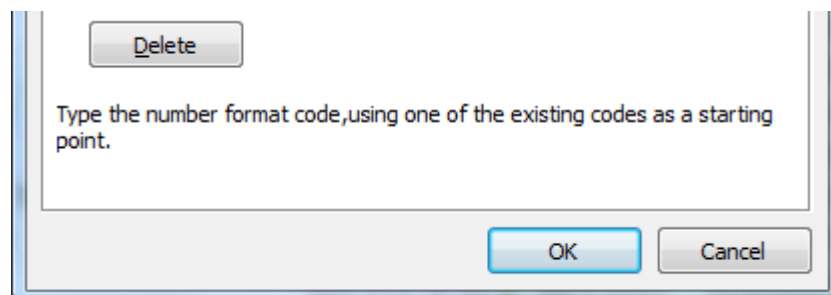 Delete
Type the number format code,using one of the existing codes as a starting
point.
OK Cancel